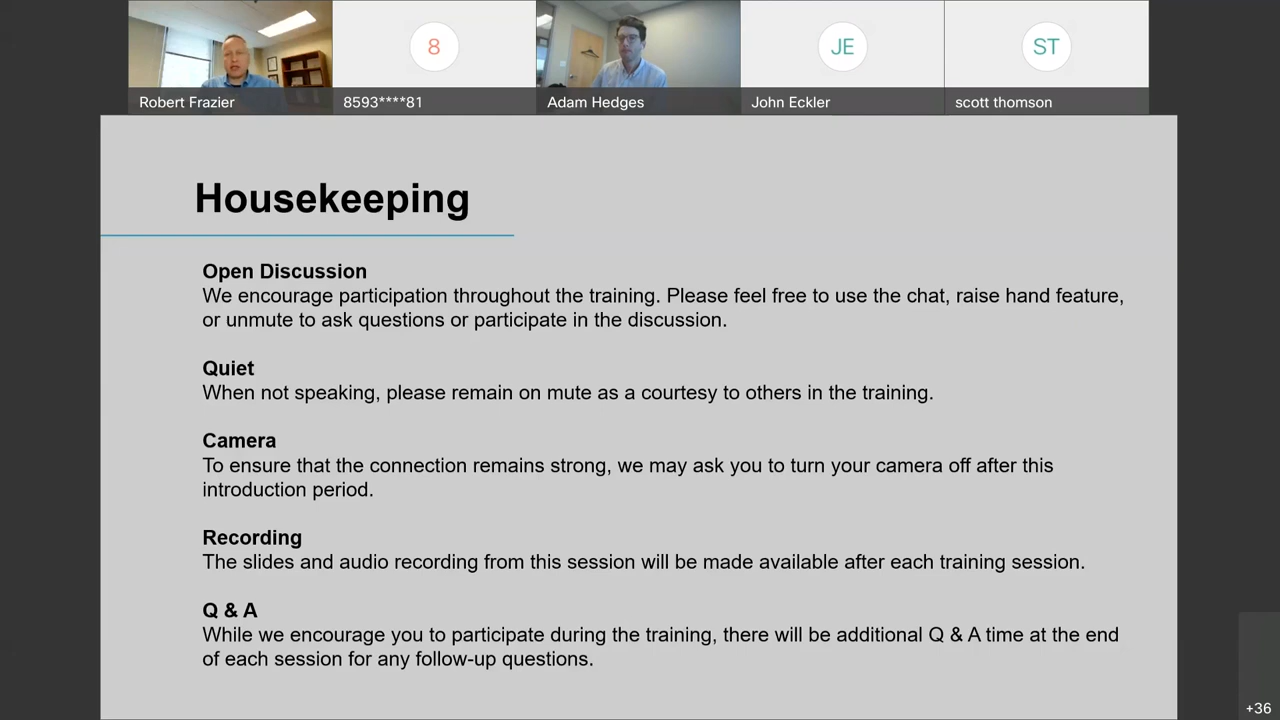 8
JE
ST
Robert Frazier
8593****81
Adam Hedges
John Eckler
scott thomson
Housekeeping
Open Discussion
We encourage participation throughout the training. Please feel free to use the chat, raise hand feature,
or unmute to ask questions or participate in the discussion.
Quiet
When not speaking, please remain on mute as a courtesy to others in the training.
Camera
To ensure that the connection remains strong, we may ask you to turn your camera off after this
introduction period.
Recording
The slides and audio recording from this session will be made available after each training session.
Q & A
While we encourage you to participate during the training, there will be additional Q & A time at the end
of each session for any follow-up questions.
+36